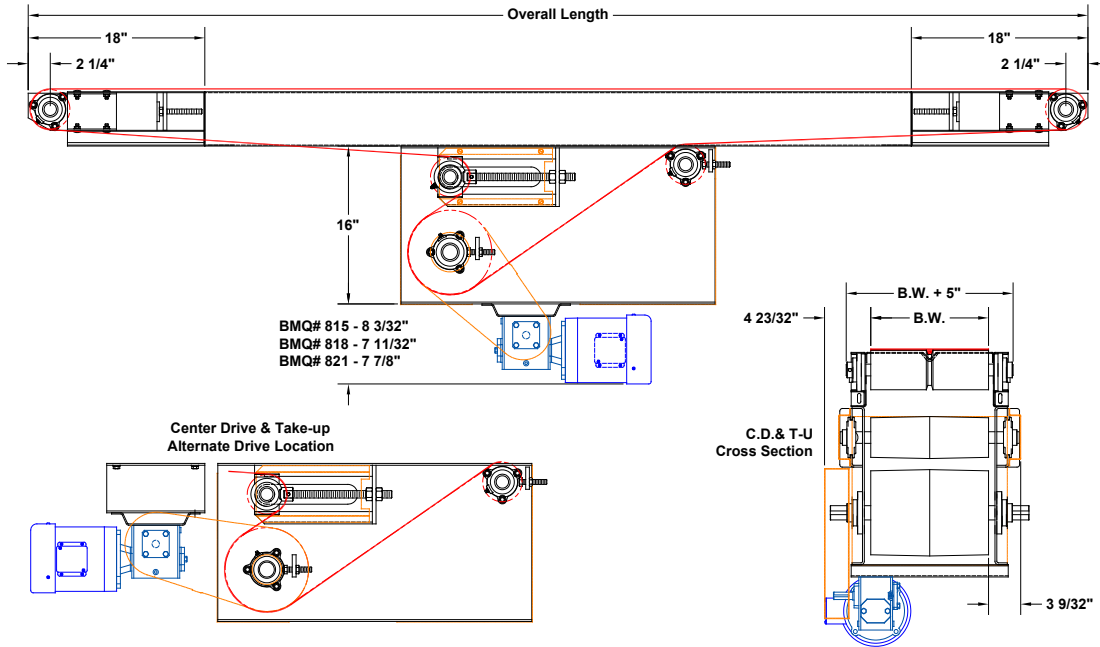 Overall Length
18"
18"
2 1/4"
2 1/4"
16"
BMQ# 815 - 8 3/32"
BMQ# 818 - 7 11/32"
BMQ# 821 - 7 7/8"
B.W. + 5"
4 23/32"
B.W.
Center Drive & Take-up
Alternate Drive Location
C.D.& T-U
Cross Section
3 9/32"